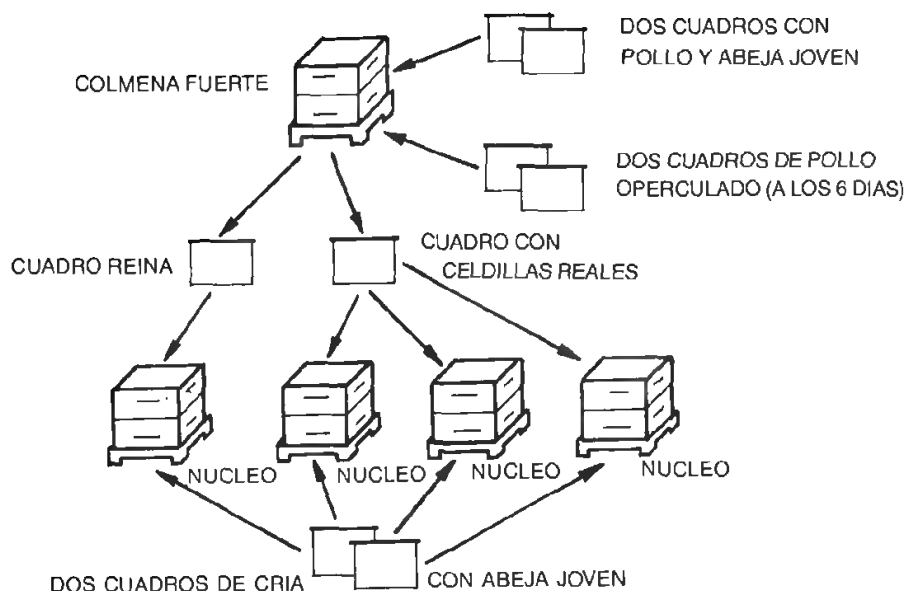 DOS CUADROS CON
POLLO Y ABEJA JOVEN
COLMENA FUERTE
DOS CUADROS DE POLLO
OPERCULADO (A LOS 6 DIAS)
CUADRO REINA
CUADRO CON
CELDILLAS REALES
NUCLEO
NUCLEO
NUCLEO
NUCLEO
DOS CUADROS DE CRIA
CON ABEJA JOVEN